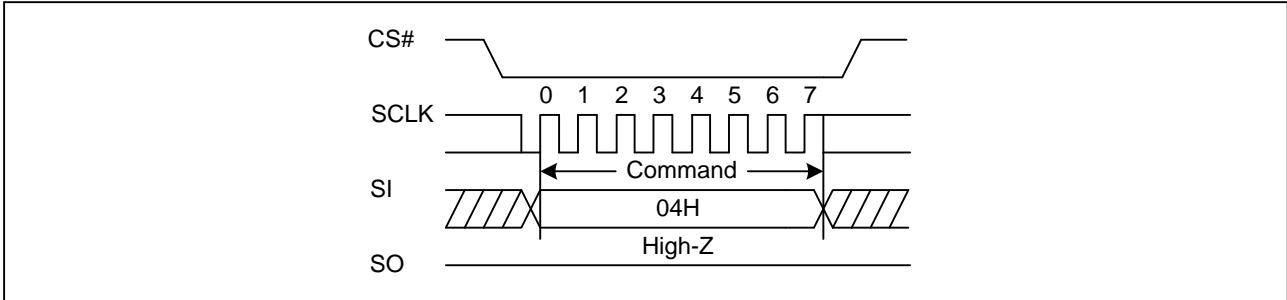 CS#
0 1 2 3 4 5 6 7
SCLK
Command
SI
04H
High-Z
SO